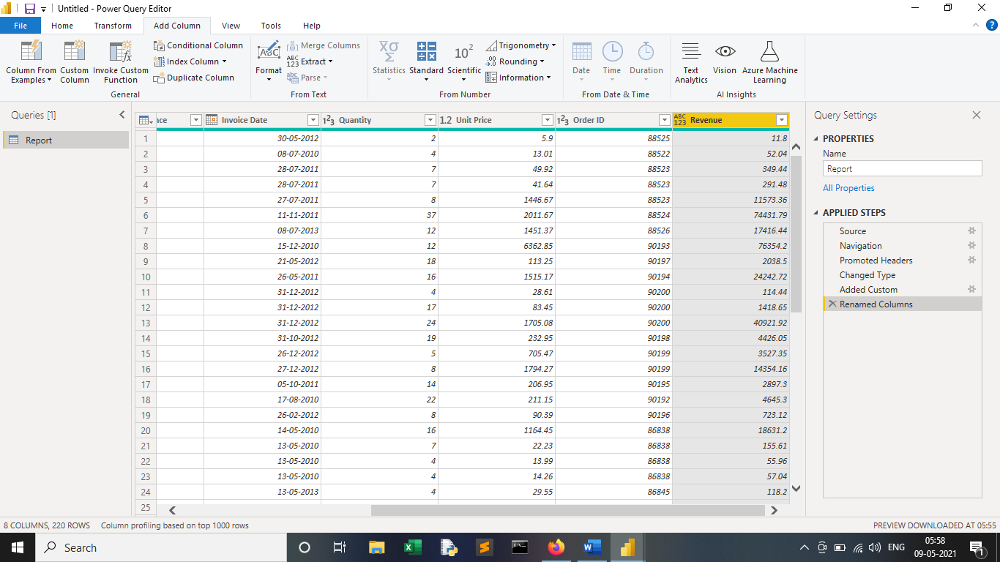 Untitled - Power Query Editor
File Home Transform Add Column View Tools Help
Column From Examples
Custom Column
Invoke Custom Function
Conditional Column
Index Column
Duplicate Column
General
Format
Merge Columns
Extract
Parse
From Text
Statistics
Standard
Scientific
Trigonometry
Rounding
Information
From Number
Date
Time
Duration
From Date & Time
Text Analytics
Vision
Azure Machine Learning
AI Insights
Queries [1]
Report
nce Invoice Date 123 Quantity 1.2 Unit Price 123 Order ID ABC 123 Revenue
1 30-05-2012 2 5.9 88525 11.8
2 08-07-2010 4 13.01 88522 52.04
3 28-07-2011 7 49.92 88523 349.44
4 28-07-2011 7 41.64 88523 291.48
5 27-07-2011 8 1446.67 88523 11573.36
6 11-11-2011 37 2011.67 88524 74431.79
7 08-07-2013 12 1451.37 88526 17416.44
8 15-12-2010 12 6362.85 90193 76354.2
9 21-05-2012 18 113.25 90197 2038.5
10 26-05-2011 16 1515.17 90194 24242.72
11 31-12-2012 4 28.61 90200 114.44
12 31-12-2012 17 83.45 90200 1418.65
13 31-12-2012 24 1705.08 90200 40921.92
14 31-10-2012 19 232.95 90198 4426.05
15 26-12-2012 5 705.47 90199 3527.35
16 27-12-2012 8 1794.27 90199 14354.16
17 05-10-2011 14 206.95 90195 2897.3
18 17-08-2010 22 211.15 90192 4645.3
19 26-02-2012 8 90.39 90196 723.12
20 14-05-2010 16 1164.45 86838 18631.2
21 13-05-2010 7 22.23 86838 155.61
22 13-05-2010 4 13.99 86838 55.96
23 13-05-2010 4 14.26 86838 57.04
24 13-05-2013 4 29.55 86845 118.2
25
Query Settings
PROPERTIES
Name
Report
All Properties
APPLIED STEPS
Source
Navigation
Promoted Headers
Changed Type
Added Custom
Renamed Columns
8 COLUMNS, 220 ROWS Column profiling based on top 1000 rows PREVIEW DOWNLOADED AT 05:55
Search
ENG
05:58
09-05-2021
1